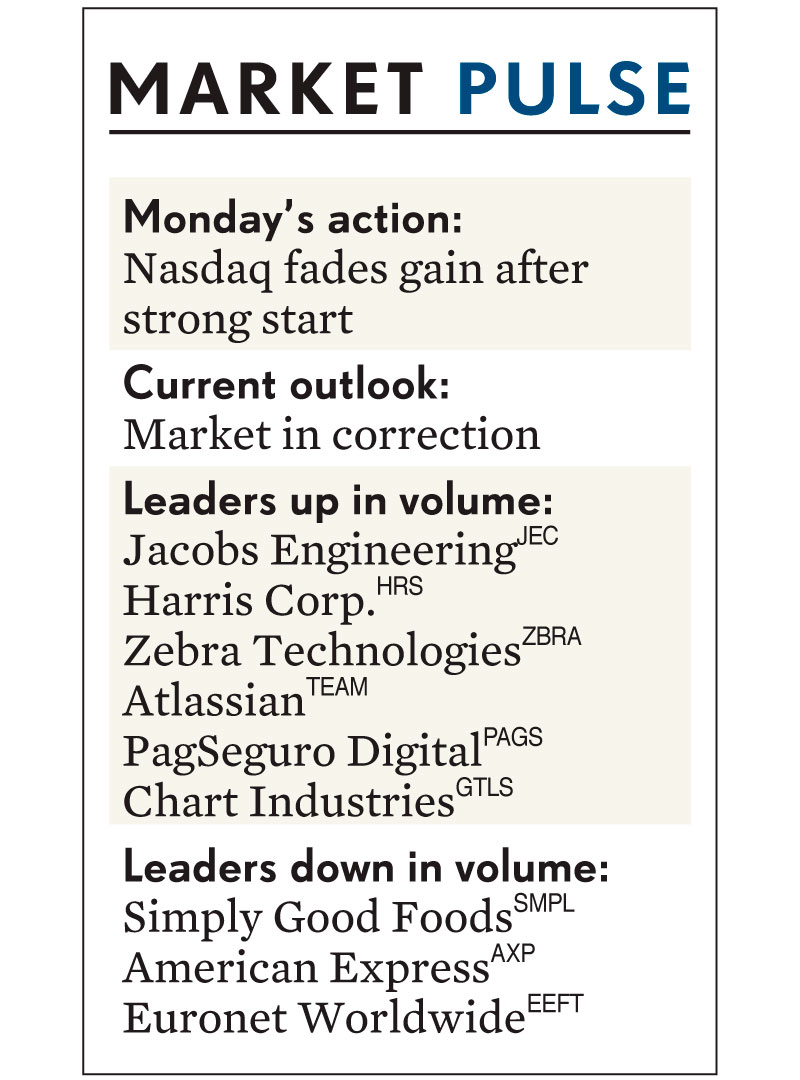 MARKET PULSE
Monday's action:
Nasdaq fades gain after
strong start
Current outlook:
Market in correction
Leaders up in volume:
Jacobs Engineering JEC
Harris Corp. HRS
Zebra Technologies ZBRA
Atlassian TEAM
PagSeguro Digital PAGS
Chart Industries GTLS
Leaders down in volume:
Simply Good Foods SMPL
American Express AXP
Euronet Worldwide EEFT